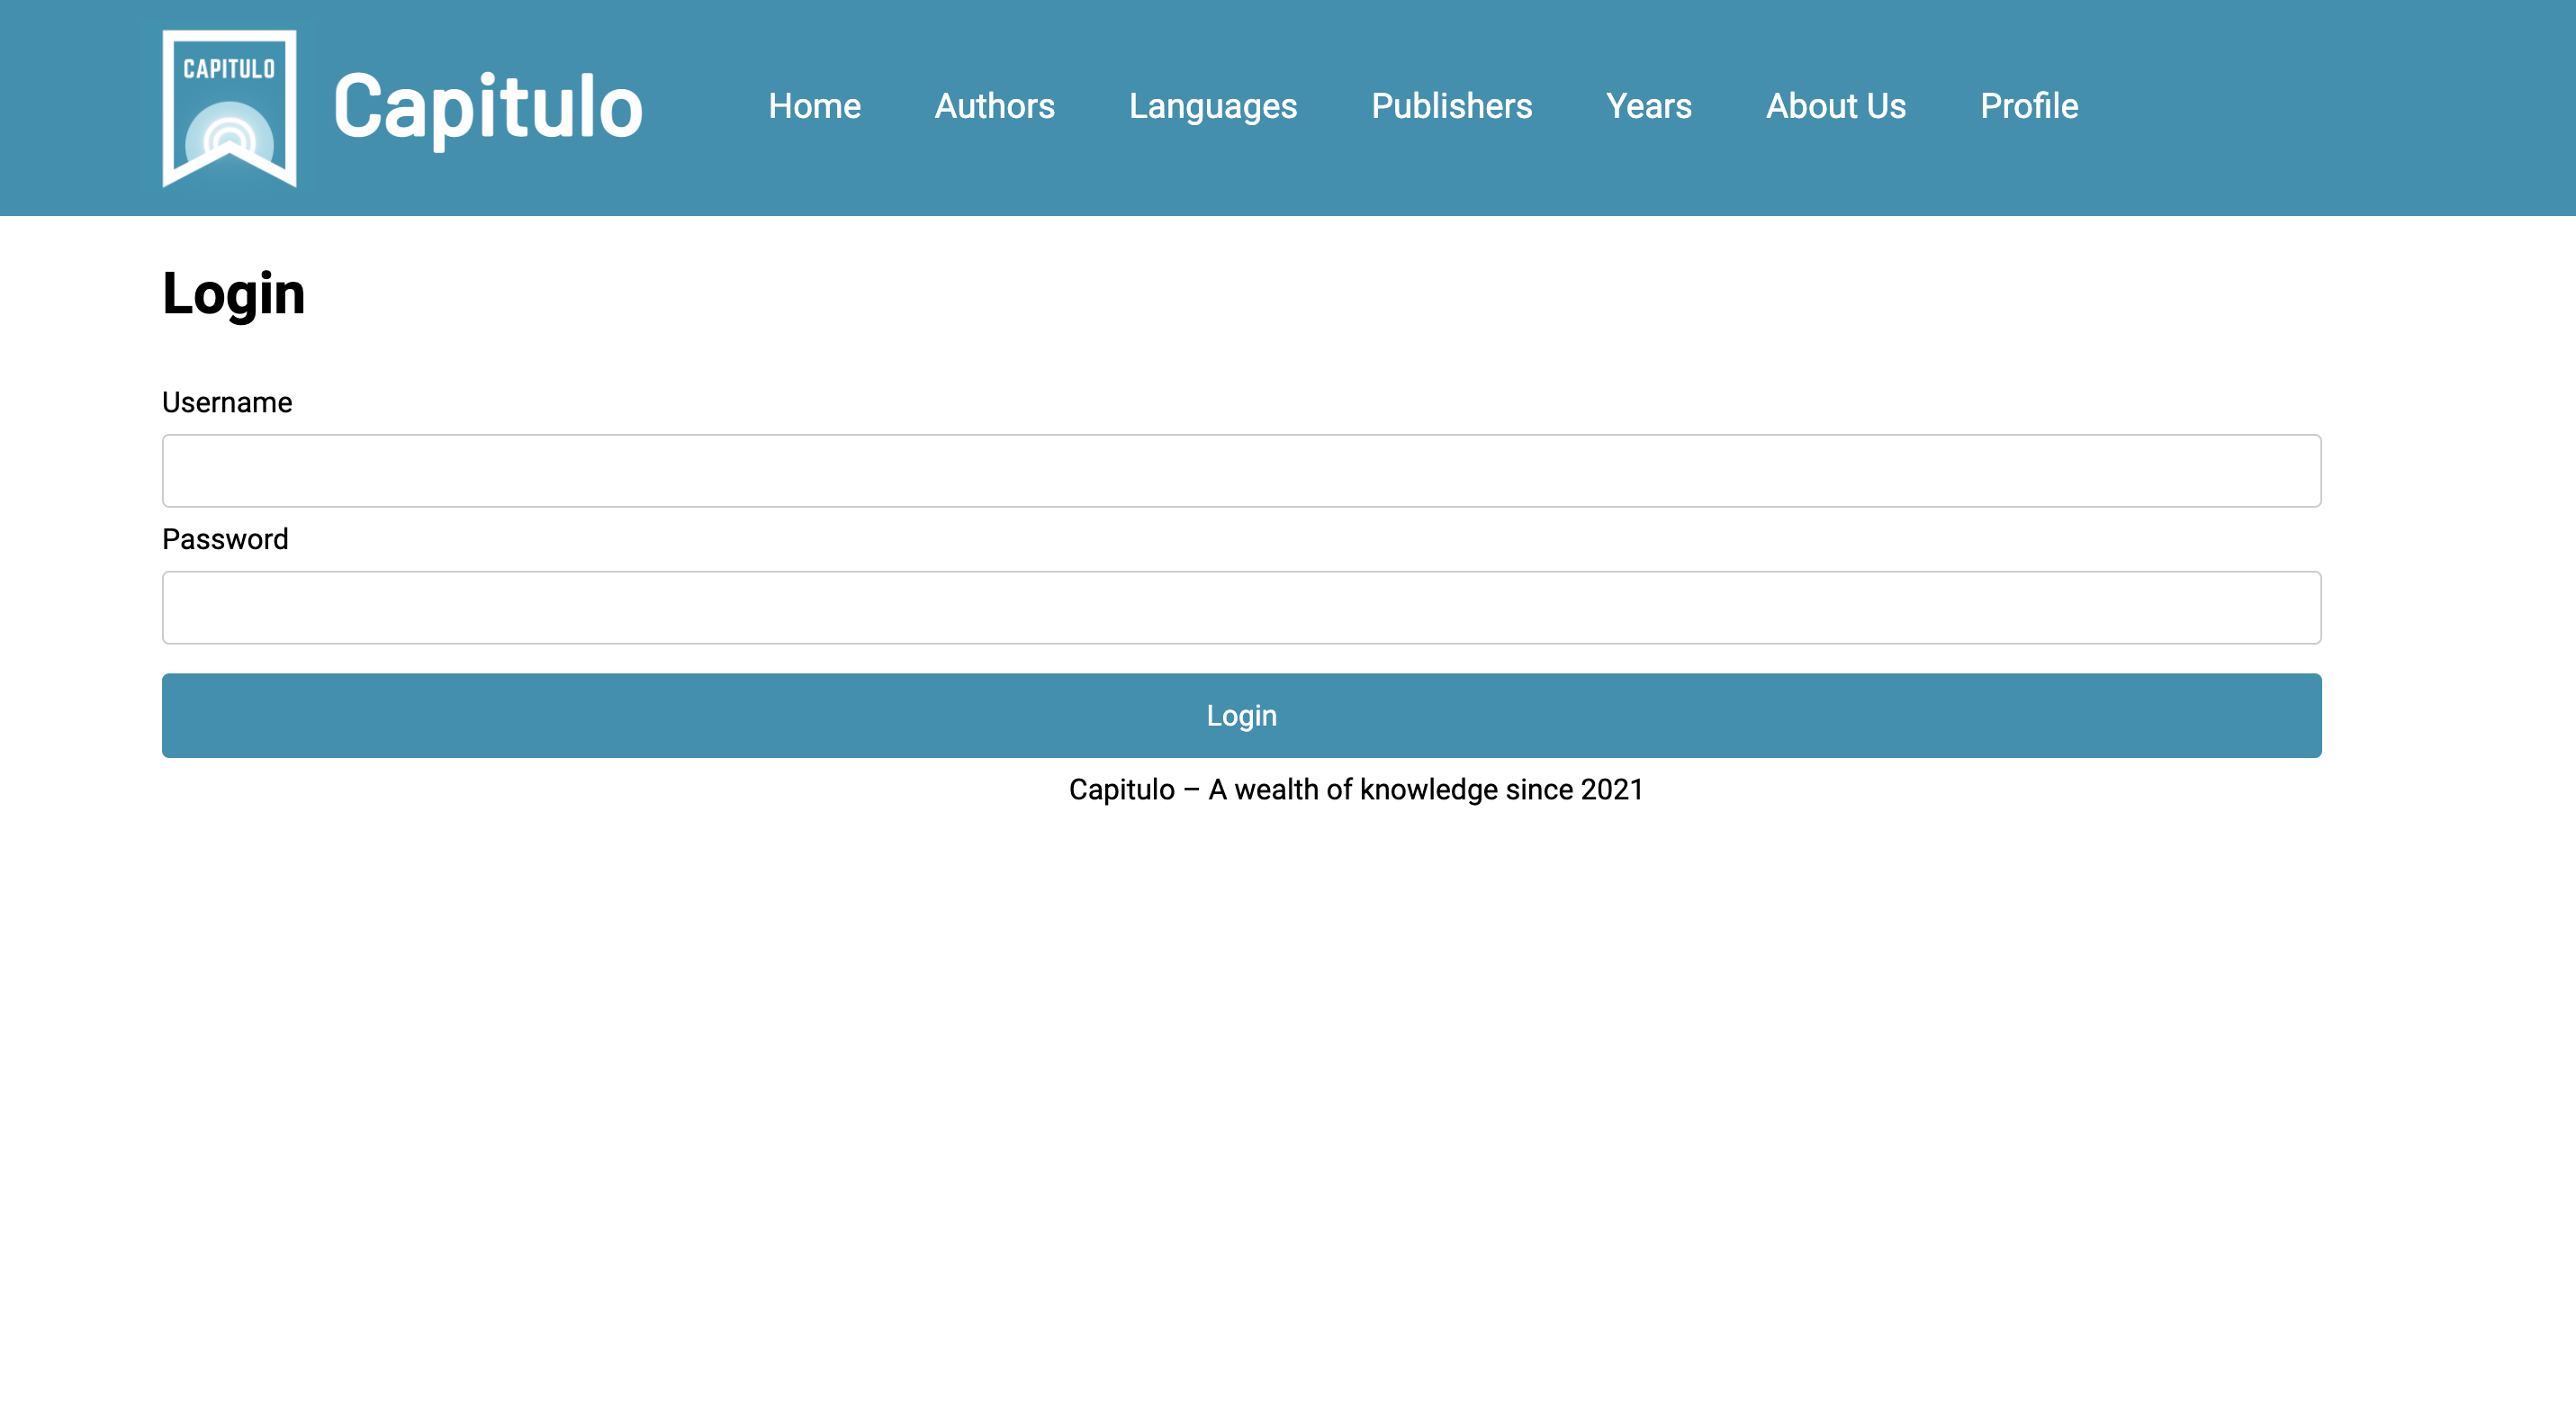 CAPITULO
Capitulo
Home Authors Languages Publishers Years About Us Profile
Login
Username
Password
Login
Capitulo – A wealth of knowledge since 2021